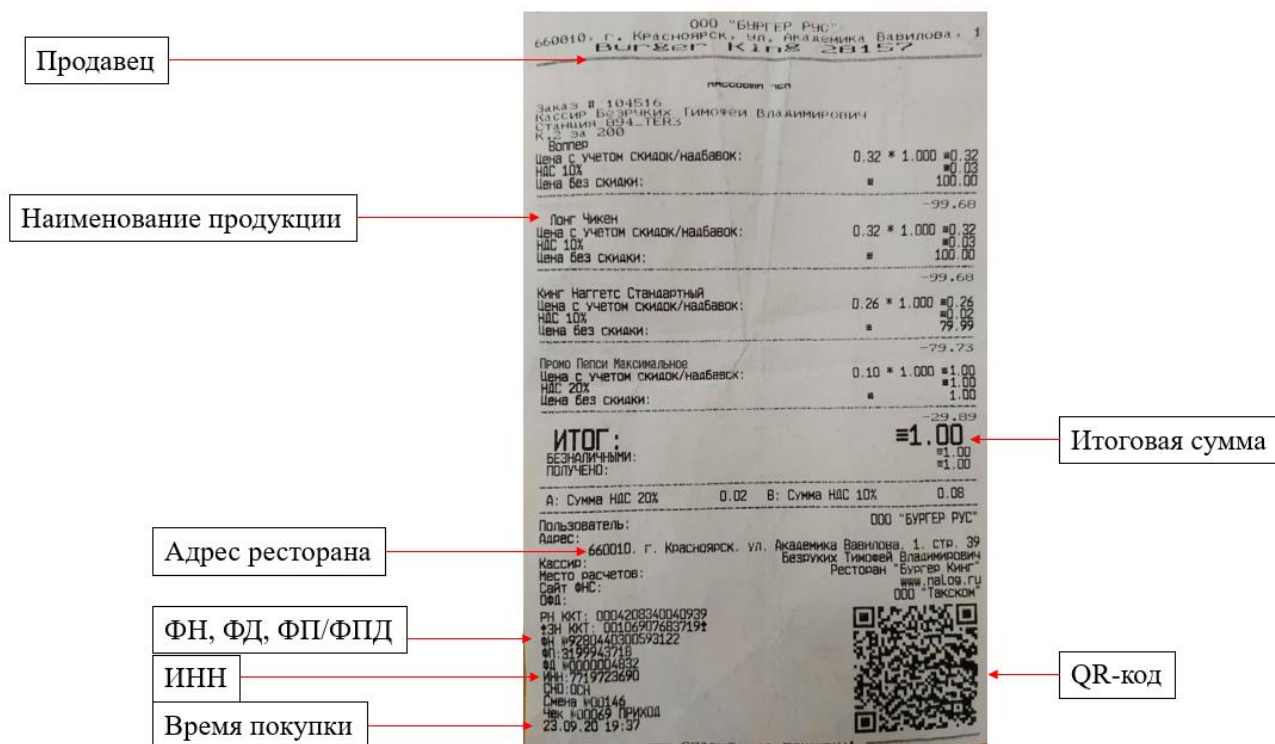 ООО "БУРГЕР РУС"
660010, г. Красноярск, ул. Академика Вавилова, 1
Burger King 28157
Продавец
Заказ # 104516
Кассир Безруких Тимофей Владимирович
Станция 894_TER3
К.2 за 200
Воппер
Цена с учетом скидок/надбавок: 0.32 * 1.000 ≡0.32
НДС 10% ≡0.03
Цена без скидки: ≡ 100.00
-99.68
Наименование продукции
Лонг Чикен
Цена с учетом скидок/надбавок: 0.32 * 1.000 ≡0.32
НДС 10% ≡0.03
Цена без скидки: ≡ 100.00
-99.68
Кинг Наггетс Стандартный
Цена с учетом скидок/надбавок: 0.26 * 1.000 ≡0.26
НДС 10% ≡0.02
Цена без скидки: ≡ 79.99
-79.73
Промо Пепси Максимальное
Цена с учетом скидок/надбавок: 0.10 * 1.000 ≡1.00
НДС 20% ≡1.00
Цена без скидки: ≡ 1.00
-29.89
ИТОГ: ≡1.00
Итоговая сумма
БЕЗНАЛИЧНЫМИ: ≡1.00
ПОЛУЧЕНО: ≡1.00
А: Сумма НДС 20% 0.02 В: Сумма НДС 10% 0.08
Пользователь: ООО "БУРГЕР РУС"
Адрес:
660010, г. Красноярск, ул. Академика Вавилова, 1, стр. 39
Адрес ресторана
Кассир: Безруких Тимофей Владимирович
Место расчетов: Ресторан "Бургер Кинг"
Сайт ФНС: www.nalog.ru
ОФД: ООО "Такском"
РН ККТ: 0004208340040939
*ЗН ККТ: 00106907683719*
ФН №9280440300593122
ФП:3199943718
ФД №0000004832
ФН, ФД, ФП/ФПД
ИНН:7719723690
ИНН
QR-код
СНО:ОСН
Смена №00146
Чек №00069 ПРИХОД
23.09.20 19:37
Время покупки